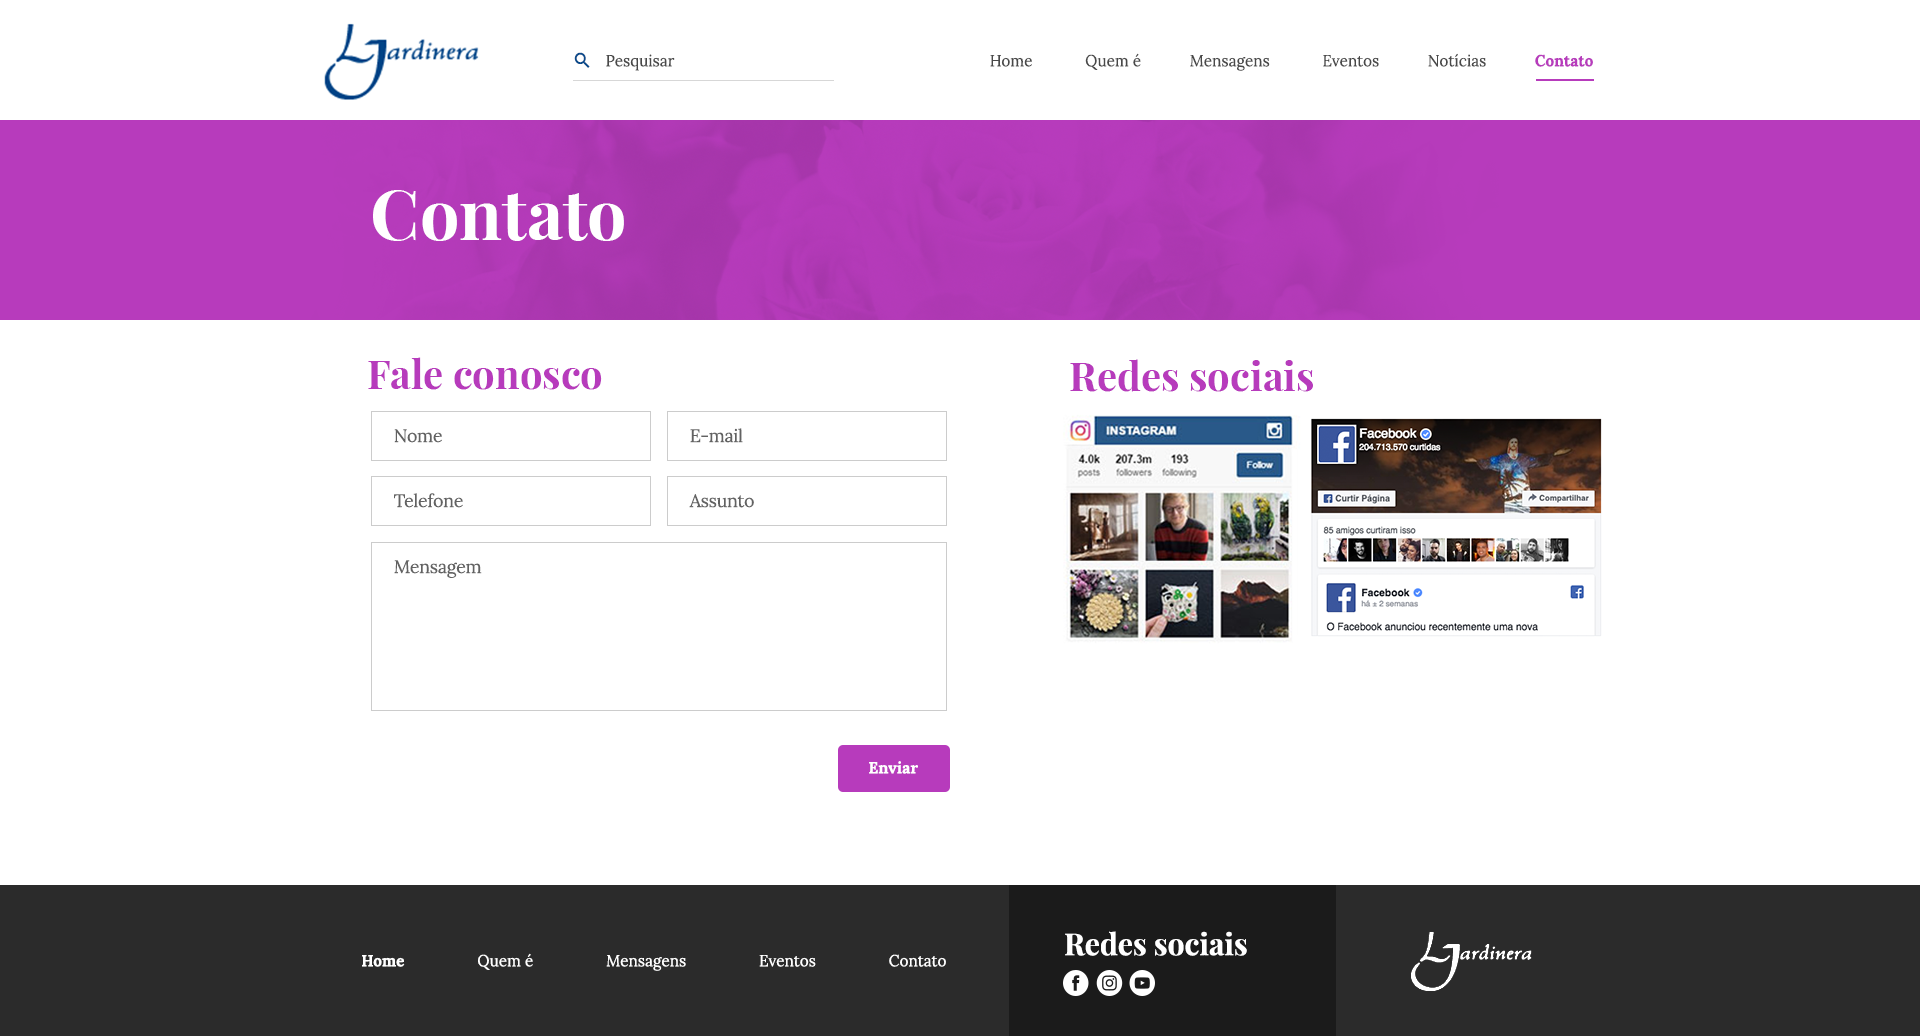 LJardinera
Pesquisar
Home Quem é Mensagens Eventos Notícias Contato
Contato
Fale conosco
Nome
E-mail
Telefone
Assunto
Mensagem
Enviar
Redes sociais
INSTAGRAM
4.0k 207.3m 193
posts followers following
Follow
Facebook
204.713.570 curtidas
Curtir Página
Compartilhar
85 amigos curtiram isso
Facebook
há ± 2 semanas
O Facebook anunciou recentemente uma nova
Home Quem é Mensagens Eventos Contato
Redes sociais
LJardinera